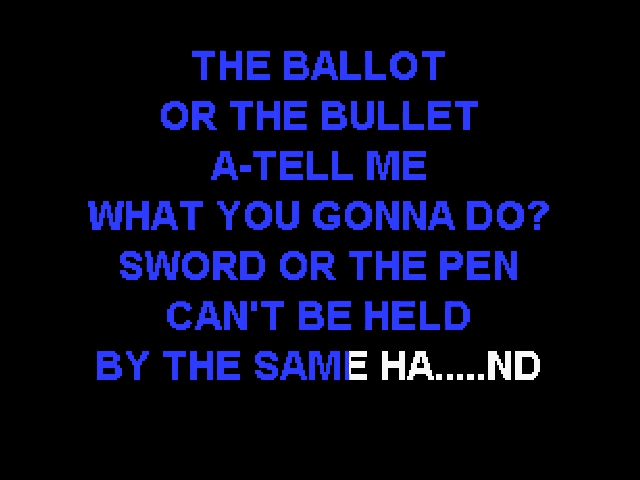 THE BALLOT
OR THE BULLET
A-TELL ME
WHAT YOU GONNA DO?
SWORD OR THE PEN
CAN'T BE HELD
BY THE SAME HA.....ND